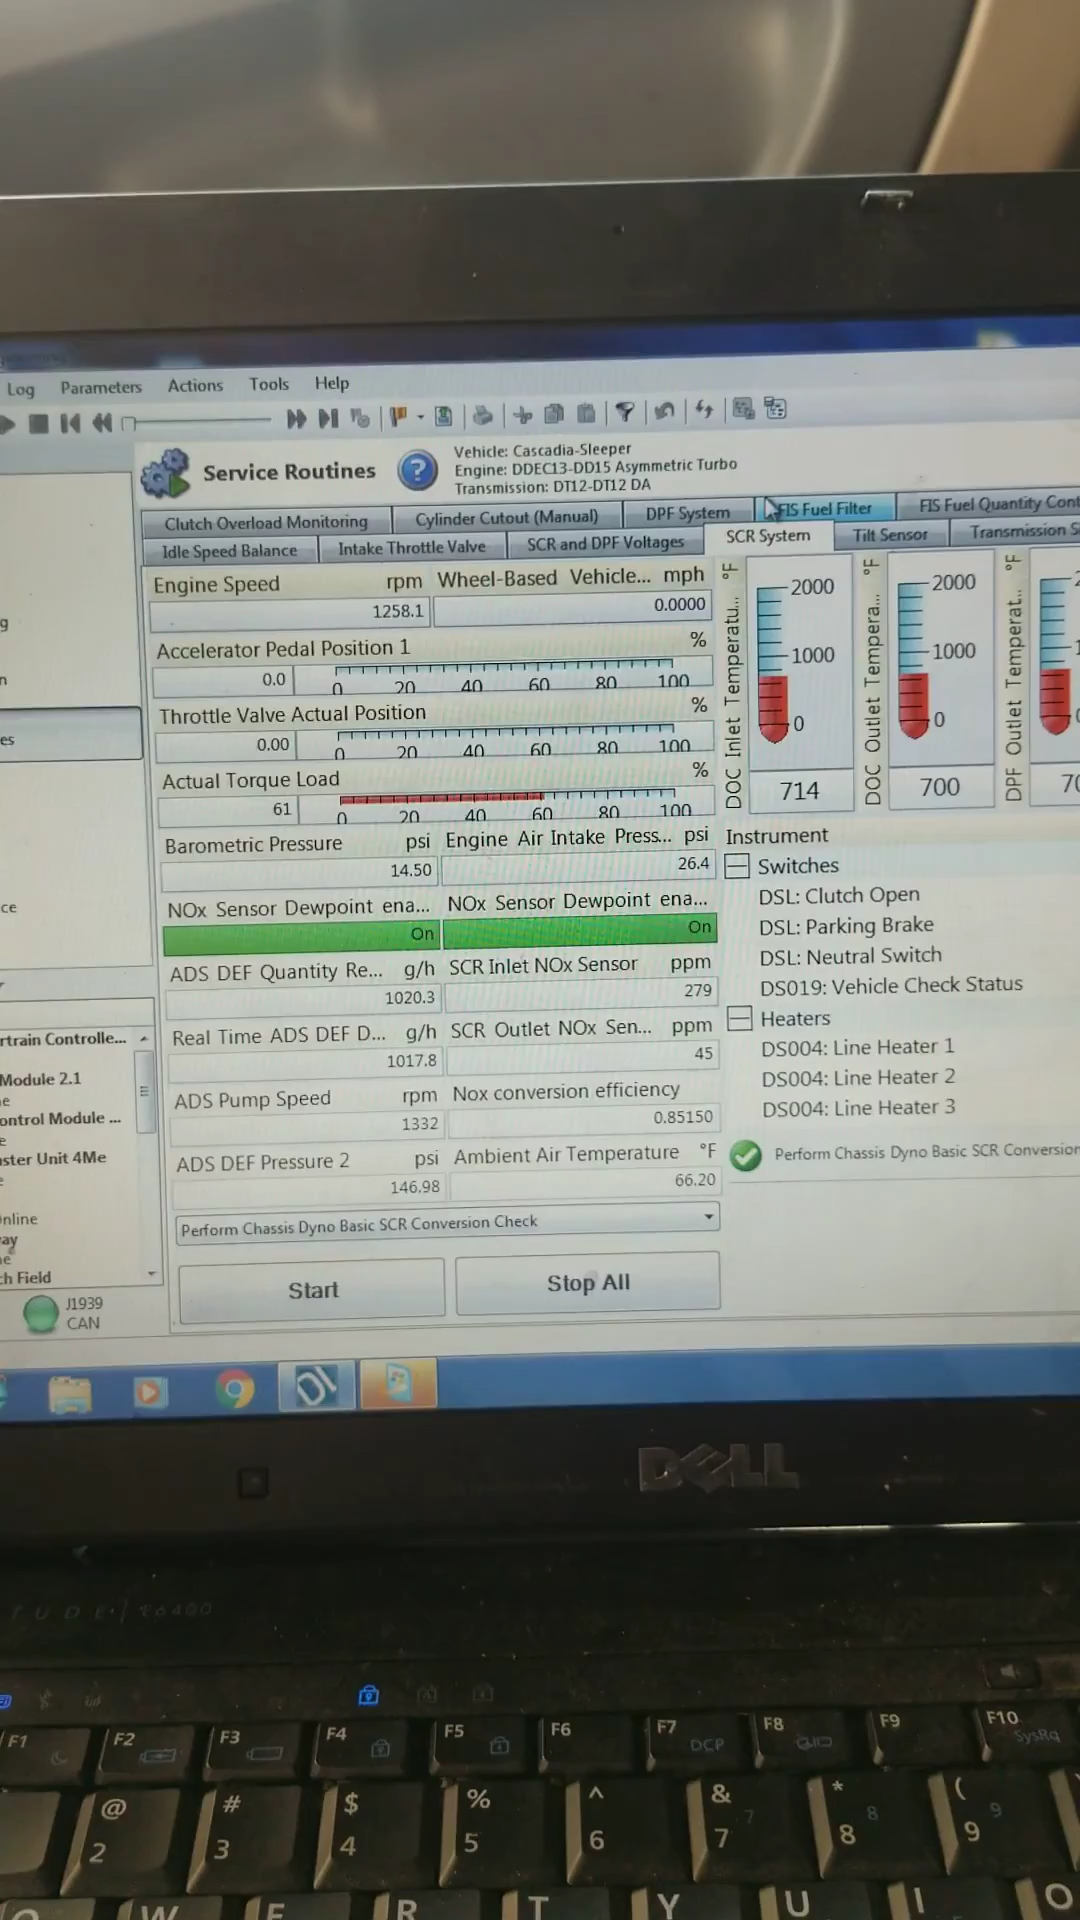 Log Parameters Actions Tools Help
Service Routines
?
Vehicle: Cascadia-Sleeper
Engine: DDEC13-DD15 Asymmetric Turbo
Transmission: DT12-DT12 DA
Clutch Overload Monitoring Cylinder Cutout (Manual) DPF System FIS Fuel Filter FIS Fuel Quantity Cont
Idle Speed Balance Intake Throttle Valve SCR and DPF Voltages SCR System Tilt Sensor Transmission S
Engine Speed rpm Wheel-Based Vehicle... mph
1258.1 0.0000
Accelerator Pedal Position 1 %
0.0 0 20 40 60 80 100
Throttle Valve Actual Position %
0.00 0 20 40 60 80 100
Actual Torque Load %
61 0 20 40 60 80 100
Barometric Pressure psi Engine Air Intake Press... psi
14.50 26.4
NOx Sensor Dewpoint ena... NOx Sensor Dewpoint ena...
On On
ADS DEF Quantity Re... g/h SCR Inlet NOx Sensor ppm
1020.3 279
Real Time ADS DEF D... g/h SCR Outlet NOx Sen... ppm
1017.8 45
ADS Pump Speed rpm Nox conversion efficiency
1332 0.85150
ADS DEF Pressure 2 psi Ambient Air Temperature °F
146.98 66.20
Perform Chassis Dyno Basic SCR Conversion Check
Start Stop All
DOC Inlet Temperatu... °F
2000
1000
0
714
DOC Outlet Tempera... °F
2000
1000
0
700
DPF Outlet Temperat... °F
70
Instrument
Switches
DSL: Clutch Open
DSL: Parking Brake
DSL: Neutral Switch
DS019: Vehicle Check Status
Heaters
DS004: Line Heater 1
DS004: Line Heater 2
DS004: Line Heater 3
Perform Chassis Dyno Basic SCR Conversion
g
n
es
ce
rtrain Controlle...
Module 2.1
e
ontrol Module ...
e
ster Unit 4Me
e
Online
ay
e
ch Field
J1939
CAN
DI
DELL
E6400
F1 F2 F3 F4 F5 F6 F7 DCP F8 F9 F10 SysRq
@ # $ % ^ & * (
2 3 4 5 6 7 7 8 8 9 9
W E R T Y U I O